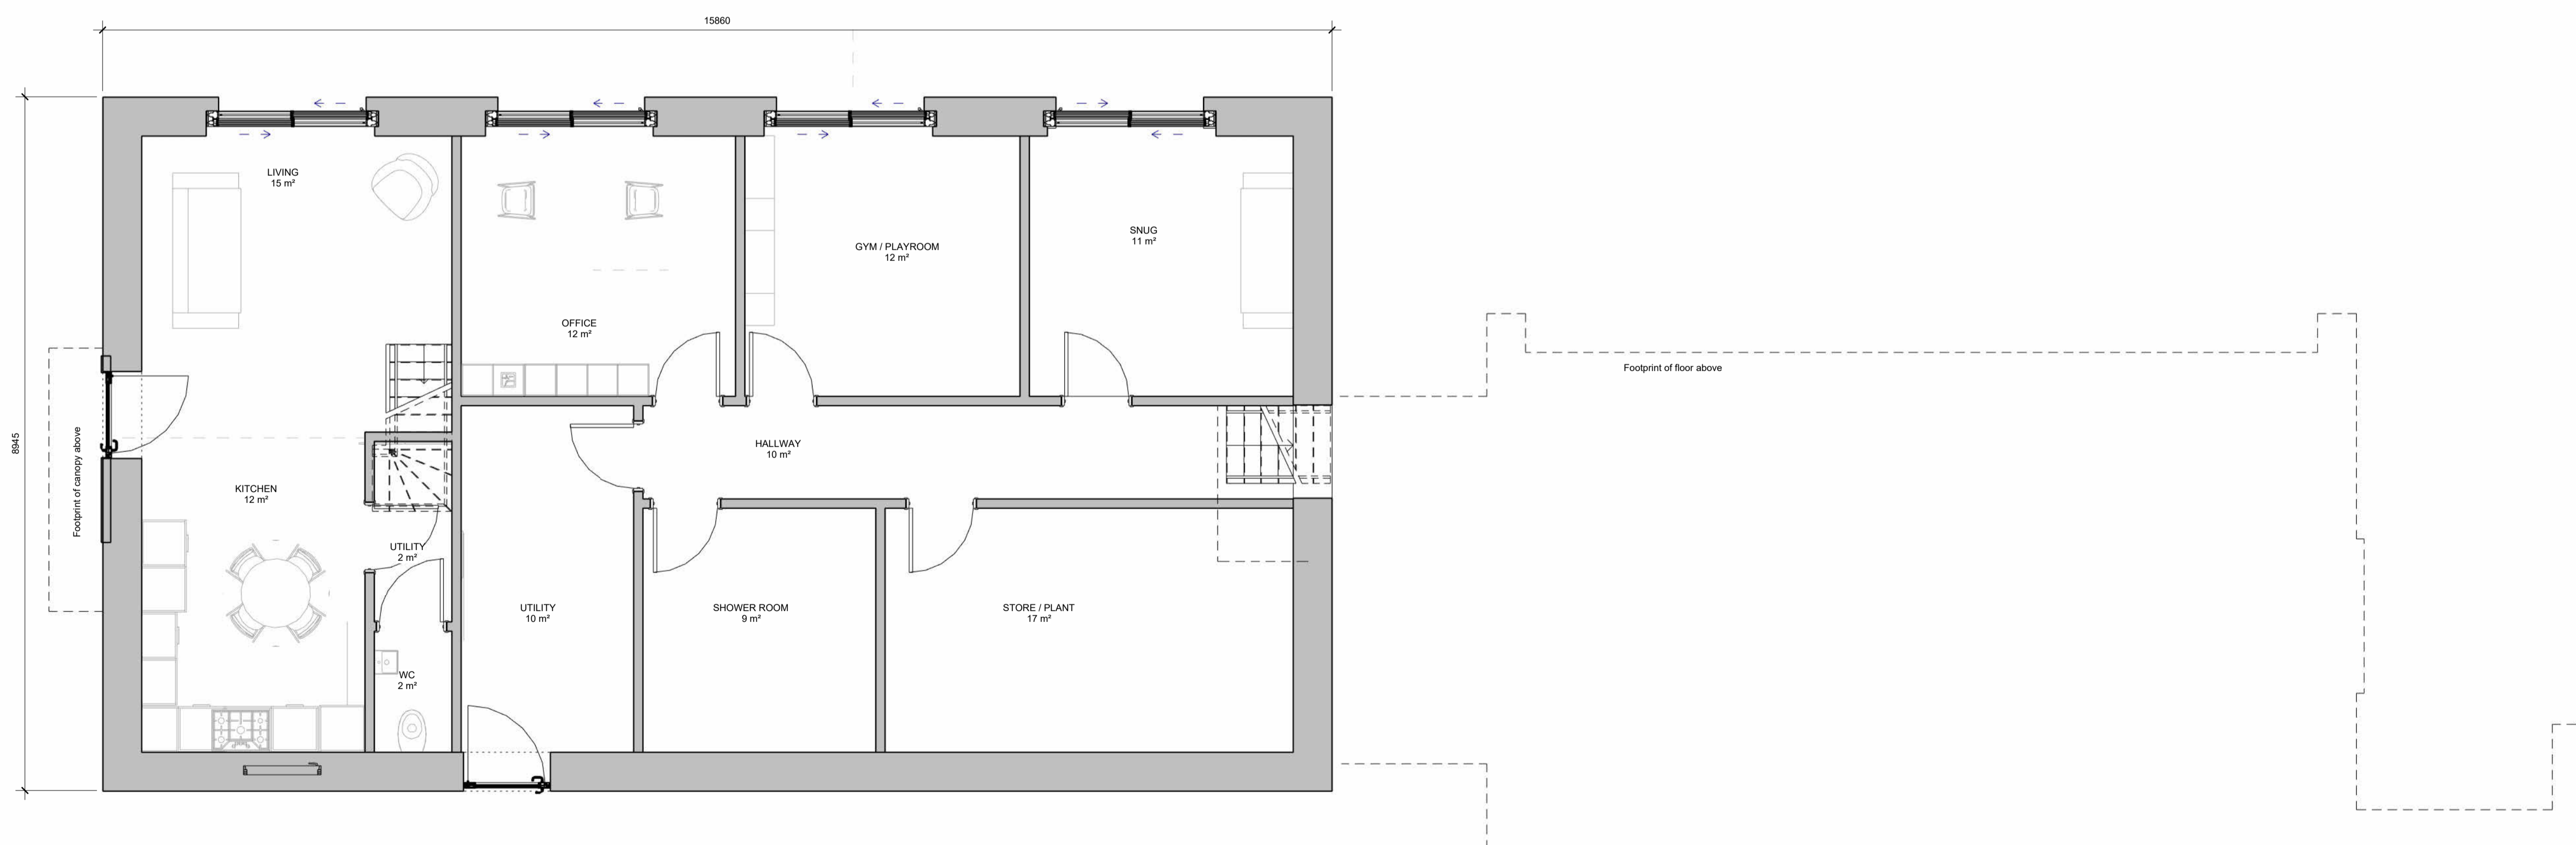 15860
8945
LIVING
15 m²
OFFICE
12 m²
GYM / PLAYROOM
12 m²
SNUG
11 m²
Footprint of canopy above
Footprint of floor above
HALLWAY
10 m²
KITCHEN
12 m²
UTILITY
2 m²
UTILITY
10 m²
SHOWER ROOM
9 m²
STORE / PLANT
17 m²
WC
2 m²